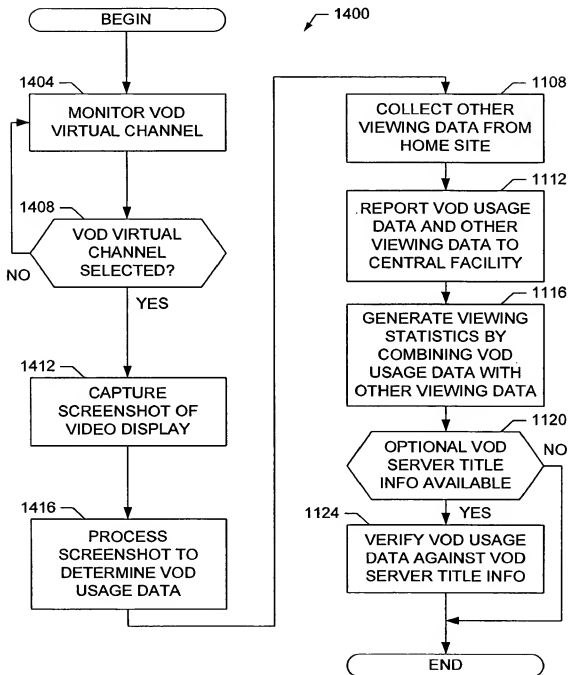 BEGIN
1400
1404
MONITOR VOD
VIRTUAL CHANNEL
1408
VOD VIRTUAL
CHANNEL
SELECTED?
NO
YES
1412
CAPTURE
SCREENSHOT OF
VIDEO DISPLAY
1416
PROCESS
SCREENSHOT TO
DETERMINE VOD
USAGE DATA
1108
COLLECT OTHER
VIEWING DATA FROM
HOME SITE
1112
REPORT VOD USAGE
DATA AND OTHER
VIEWING DATA TO
CENTRAL FACILITY
1116
GENERATE VIEWING
STATISTICS BY
COMBINING VOD
USAGE DATA WITH
OTHER VIEWING DATA
1120
OPTIONAL VOD
SERVER TITLE
INFO AVAILABLE
NO
YES
1124
VERIFY VOD USAGE
DATA AGAINST VOD
SERVER TITLE INFO
END